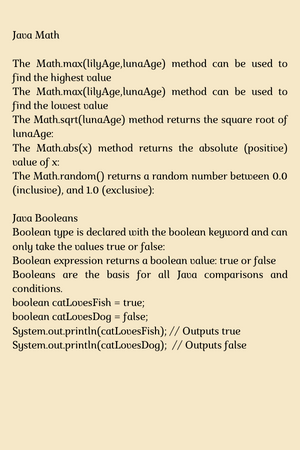 Java Math
The Math.max(lilyAge,lunaAge) method can be used to
find the highest value
The Math.max(lilyAge,lunaAge) method can be used to
find the lowest value
The Math.sqrt(lunaAge) method returns the square root of
lunaAge:
The Math.abs(x) method returns the absolute (positive)
value of x:
The Math.random() returns a random number between 0.0
(inclusive), and 1.0 (exclusive):
Java Booleans
Boolean type is declared with the boolean keyword and can
only take the values true or false:
Boolean expression returns a boolean value: true or false
Booleans are the basis for all Java comparisons and
conditions.
boolean catLovesFish = true;
boolean catLovesDog = false;
System.out.println(catLovesFish); // Outputs true
System.out.println(catLovesDog);  // Outputs false